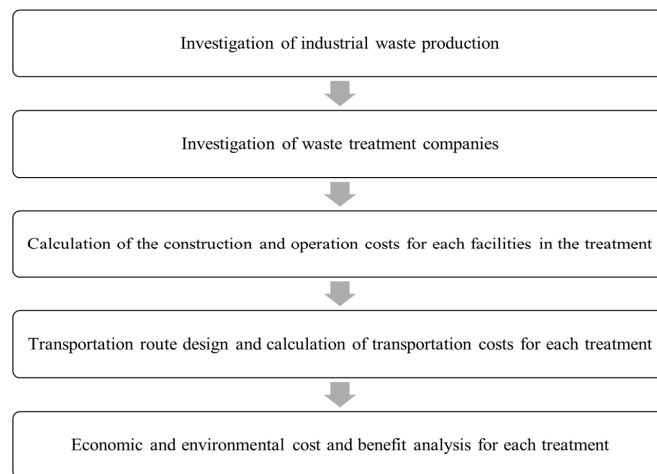 Investigation of industrial waste production
Investigation of waste treatment companies
Calculation of the construction and operation costs for each facilities in the treatment
Transportation route design and calculation of transportation costs for each treatment
Economic and environmental cost and benefit analysis for each treatment